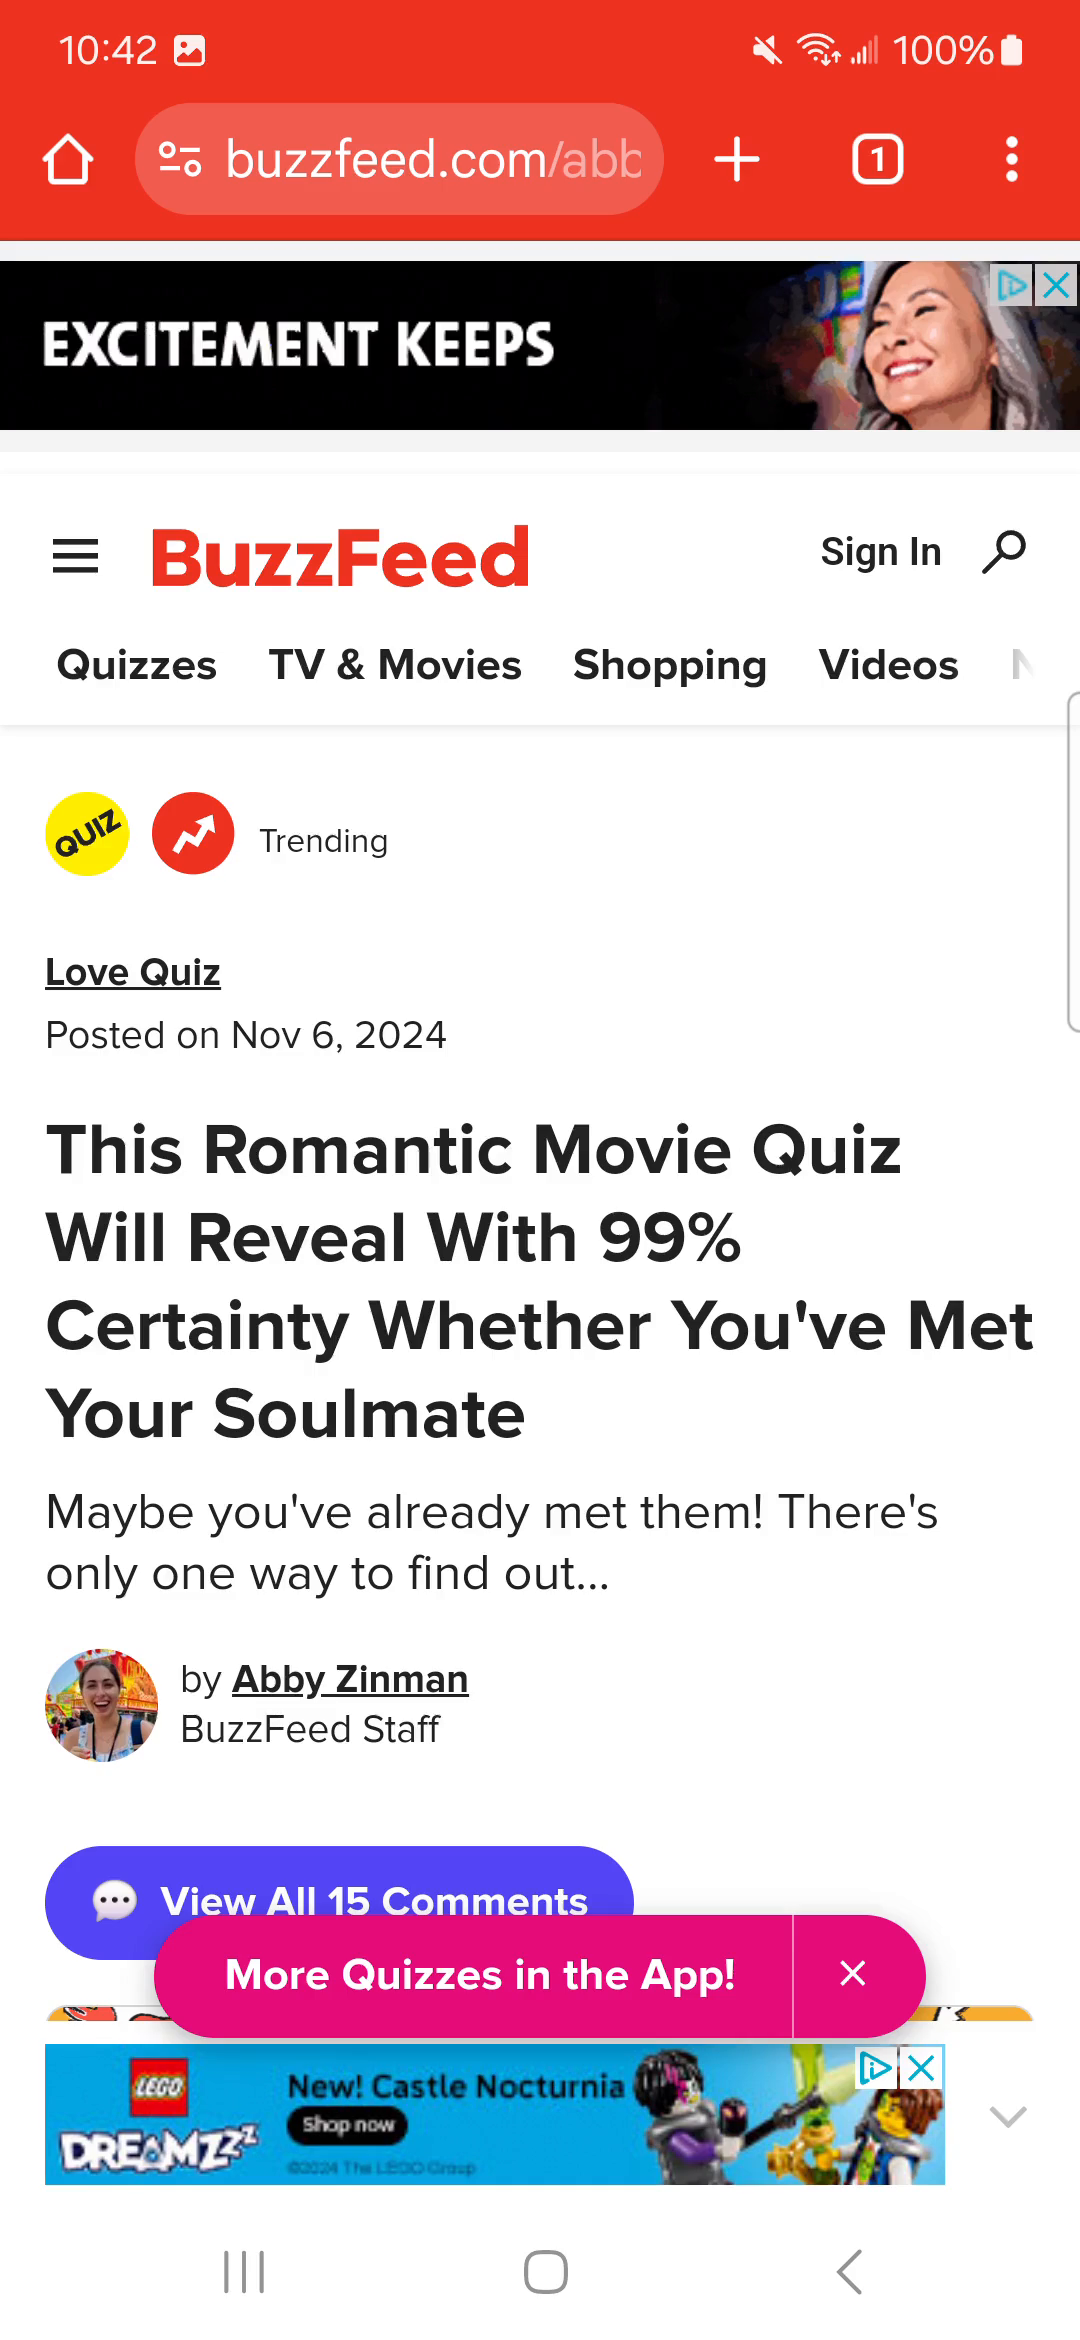 10:42
100%
buzzfeed.com/abb
1
EXCITEMENT KEEPS
BuzzFeed
Sign In
Quizzes TV & Movies Shopping Videos N
QUIZ
Trending
Love Quiz
Posted on Nov 6, 2024
This Romantic Movie Quiz
Will Reveal With 99%
Certainty Whether You've Met
Your Soulmate
Maybe you've already met them! There's
only one way to find out...
by Abby Zinman
BuzzFeed Staff
View All 15 Comments
More Quizzes in the App!
LEGO
DREAMZzz
New! Castle Nocturnia
Shop now
©2024 The LEGO Group